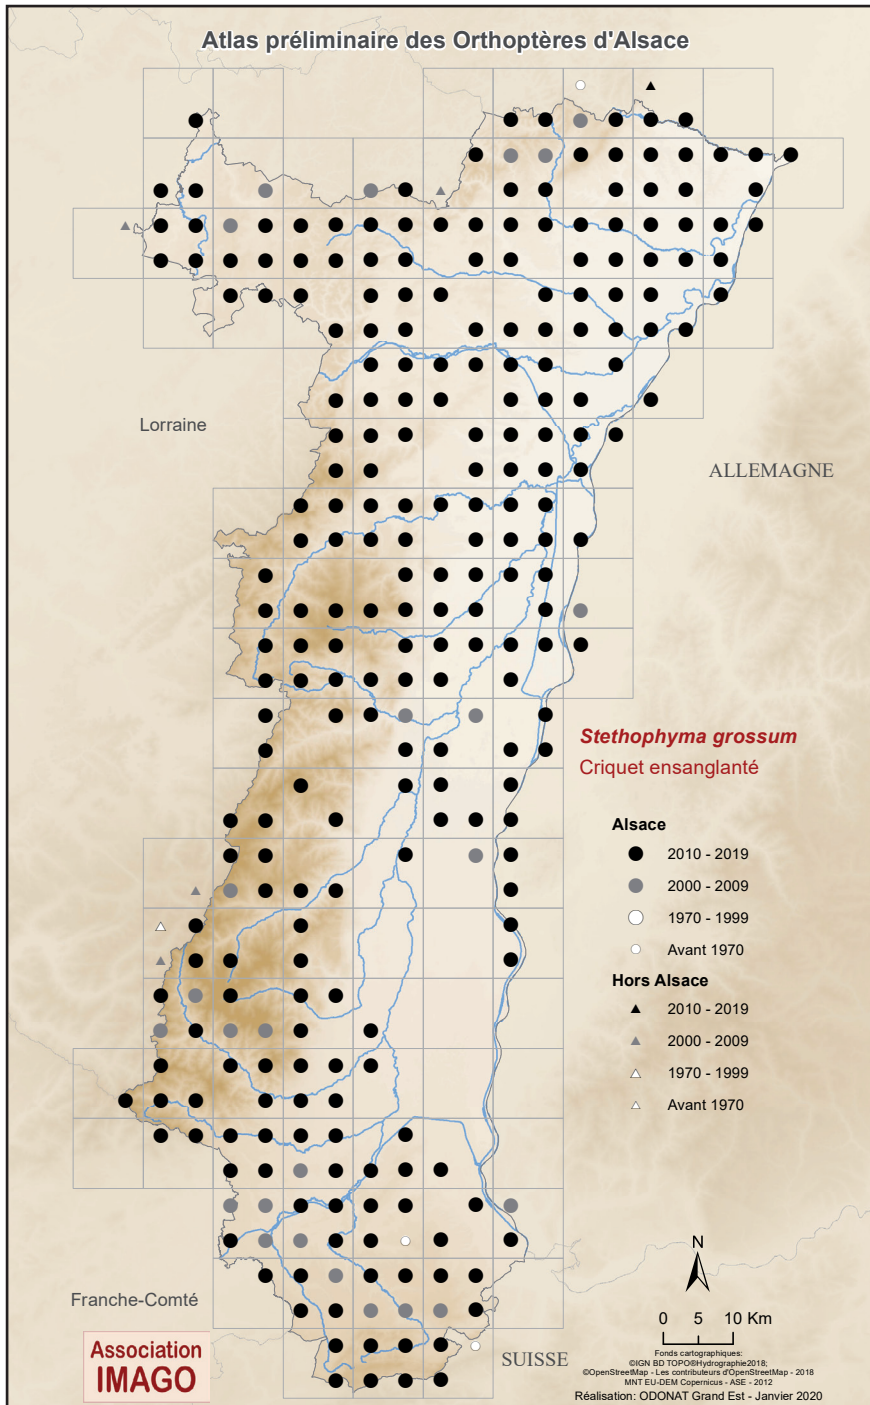 Atlas préliminaire des Orthoptères d'Alsace
Lorraine
ALLEMAGNE
Stethophyma grossum
Criquet ensanglanté
Alsace
2010 - 2019
2000 - 2009
1970 - 1999
Avant 1970
Hors Alsace
2010 - 2019
2000 - 2009
1970 - 1999
Avant 1970
N
0 5 10 Km
Franche-Comté
SUISSE
Association
IMAGO
Fonds cartographiques:
©IGN BD TOPO®Hydrographie2018;
©OpenStreetMap - Les contributeurs d'OpenStreetMap - 2018
MNT EU-DEM Copernicus - ASE - 2012
Réalisation: ODONAT Grand Est - Janvier 2020